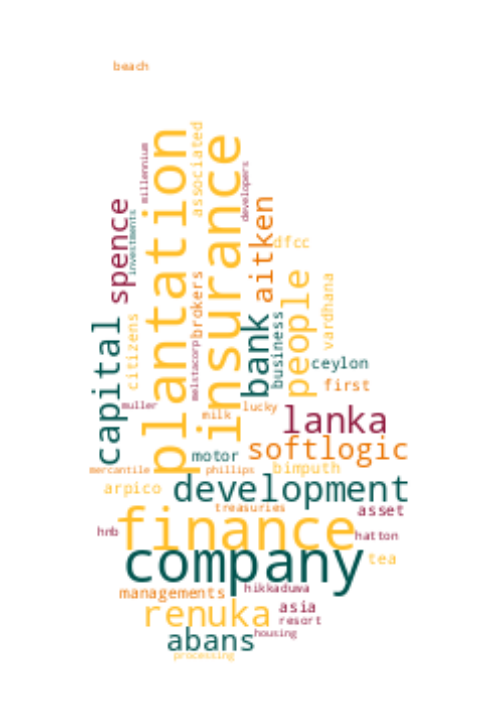 beach
plantation
insurance
associated
millennium
developers
spence
investments
aitken
dfcc
people
vardhana
brokers
melstacorp
bank
business
capital
citizens
ceylon
first
muller
milk
lucky
lanka
motor
softlogic
mercantile
phillips
bimputh
arpico
development
treasuries
asset
finance
hnb
hatton
company
tea
managements
hikkaduwa
renuka
asia
resort
abans
housing
processing